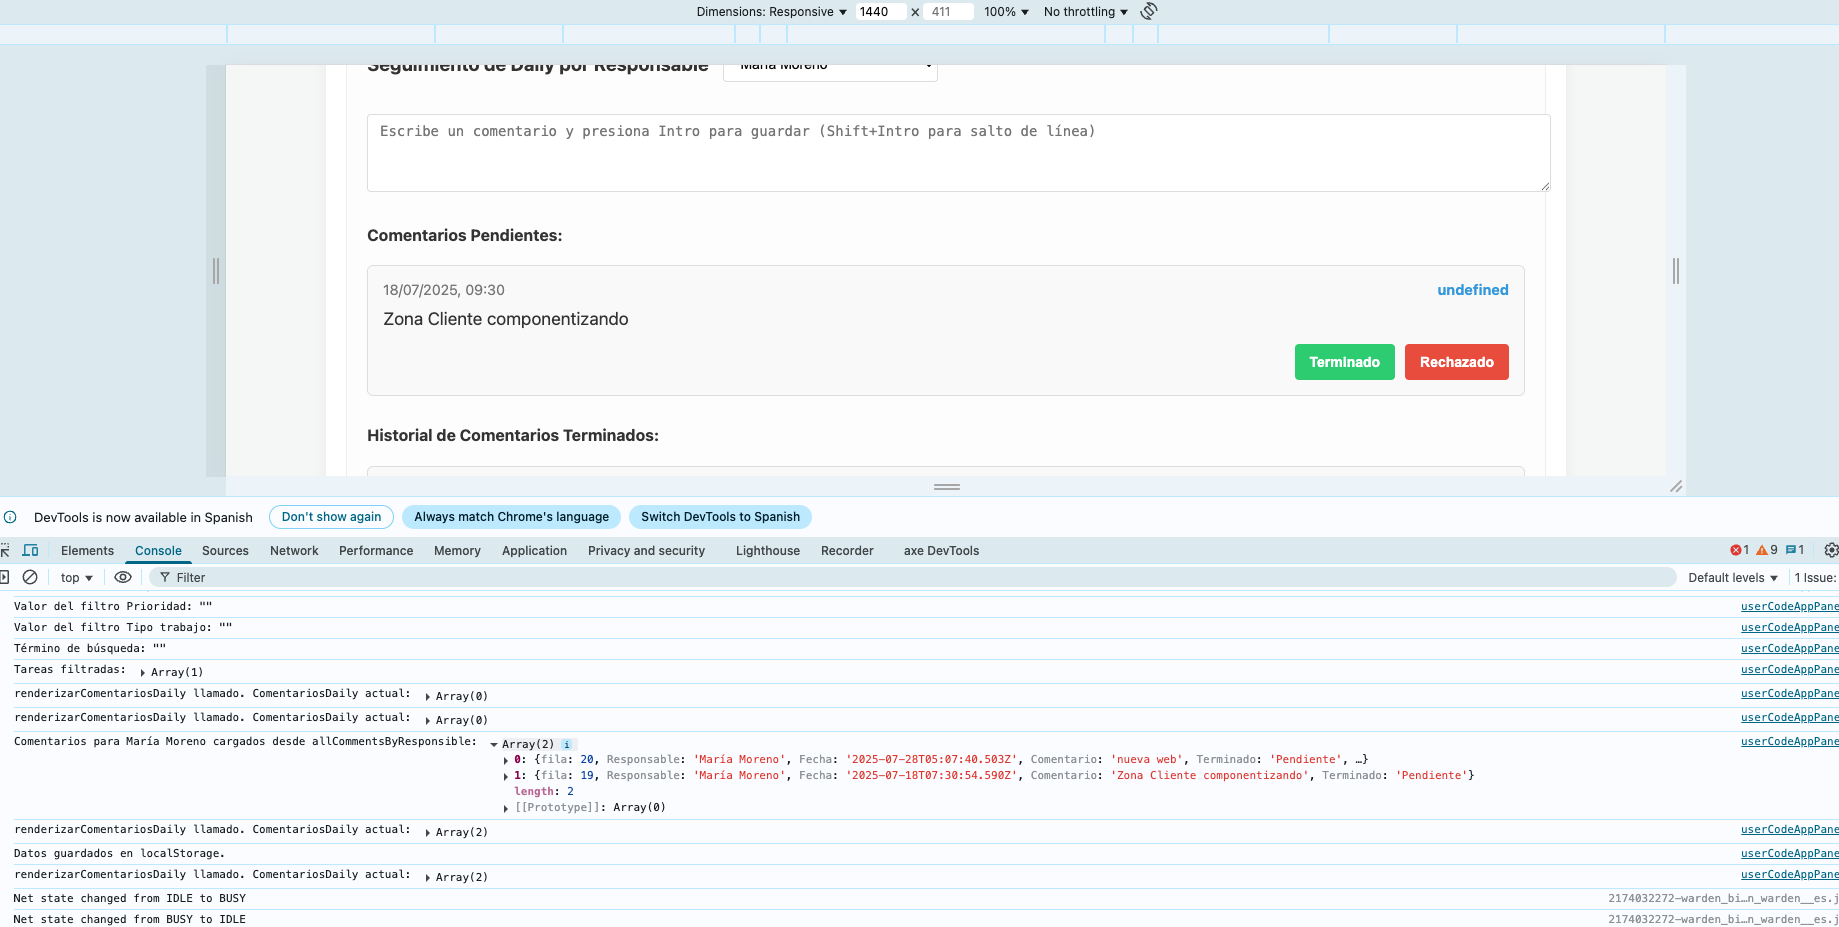 Dimensions: Responsive 1440 × 411 100% No throttling
Seguimiento de Daily por Responsable María Moreno
Escribe un comentario y presiona Intro para guardar (Shift+Intro para salto de línea)
Comentarios Pendientes:
18/07/2025, 09:30 undefined
Zona Cliente componentizando
Terminado Rechazado
Historial de Comentarios Terminados:
DevTools is now available in Spanish Don't show again Always match Chrome's language Switch DevTools to Spanish
Elements Console Sources Network Performance Memory Application Privacy and security Lighthouse Recorder axe DevTools 1 9 1
top Filter Default levels 1 Issue:
Valor del filtro Prioridad: "" userCodeAppPane
Valor del filtro Tipo trabajo: "" userCodeAppPane
Término de búsqueda: "" userCodeAppPane
Tareas filtradas: Array(1) userCodeAppPane
renderizarComentariosDaily llamado. ComentariosDaily actual: Array(0) userCodeAppPane
renderizarComentariosDaily llamado. ComentariosDaily actual: Array(0) userCodeAppPane
Comentarios para María Moreno cargados desde allCommentsByResponsible: Array(2) i userCodeAppPane
0: {fila: 20, Responsable: 'María Moreno', Fecha: '2025-07-28T05:07:40.503Z', Comentario: 'nueva web', Terminado: 'Pendiente', …}
1: {fila: 19, Responsable: 'María Moreno', Fecha: '2025-07-18T07:30:54.590Z', Comentario: 'Zona Cliente componentizando', Terminado: 'Pendiente'}
length: 2
[[Prototype]]: Array(0)
renderizarComentariosDaily llamado. ComentariosDaily actual: Array(2) userCodeAppPane
Datos guardados en localStorage. userCodeAppPane
renderizarComentariosDaily llamado. ComentariosDaily actual: Array(2) userCodeAppPane
Net state changed from IDLE to BUSY 2174032272-warden_bi…n_warden__es.j
Net state changed from BUSY to IDLE 2174032272-warden_bi…n_warden__es.j